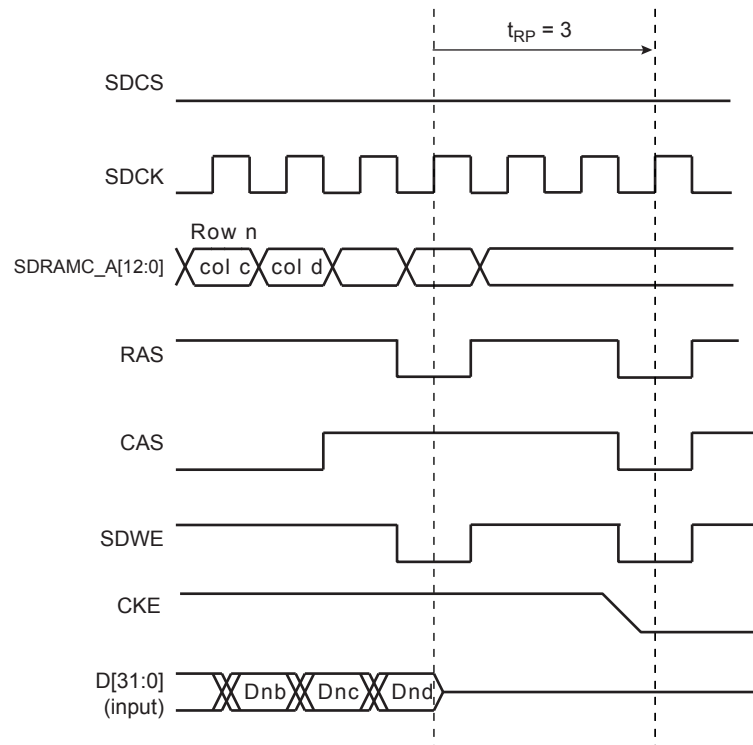 t_RP = 3
SDCS
SDCK
Row n
SDRAMC_A[12:0]
col c
col d
RAS
CAS
SDWE
CKE
D[31:0]
(input)
Dnb
Dnc
Dnd